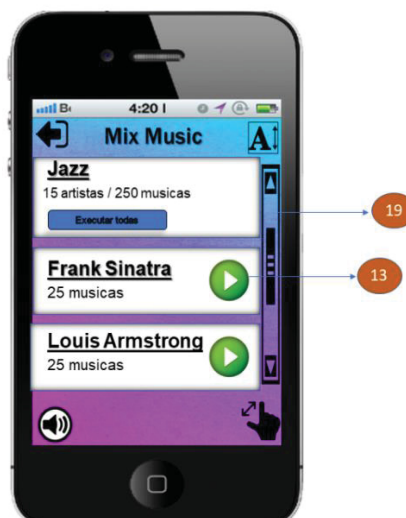 4:20
Mix Music
A
Jazz
15 artistas / 250 musicas
Executar todas
19
Frank Sinatra
13
25 musicas
Louis Armstrong
25 musicas